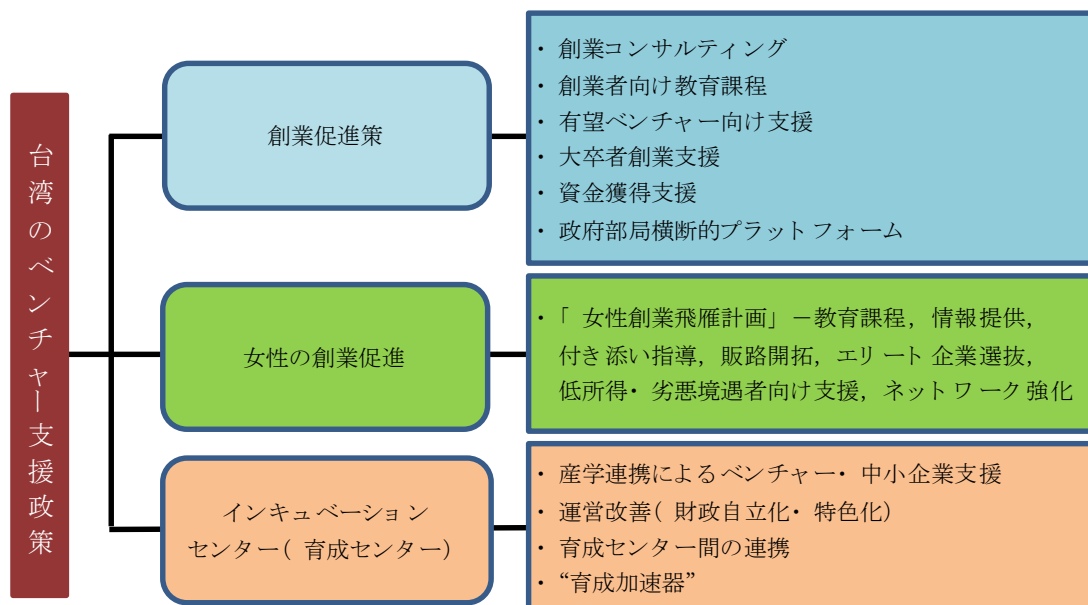 台湾のベンチャー支援政策
創業促進策
・創業コンサルティング
・創業者向け教育課程
・有望ベンチャー向け支援
・大卒者創業支援
・資金獲得支援
・政府部局横断的プラットフォーム
女性の創業促進
・「女性創業飛雁計画」－教育課程，情報提供，
付き添い指導，販路開拓，エリート企業選抜，
低所得・劣悪境遇者向け支援，ネットワーク強化
インキュベーション
センター(育成センター)
・産学連携によるベンチャー・中小企業支援
・運営改善(財政自立化・特色化)
・育成センター間の連携
・“育成加速器”